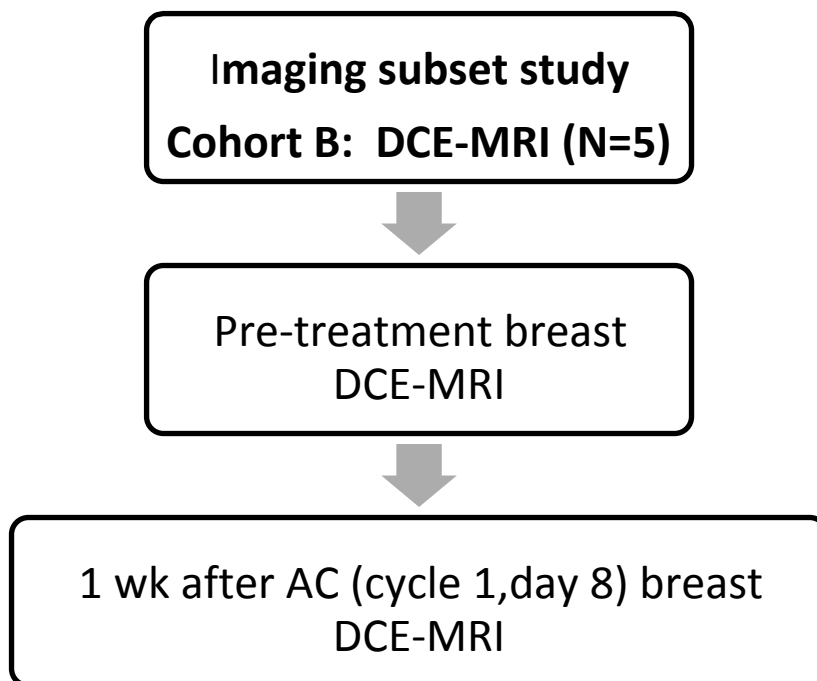 Imaging subset study
Cohort B:  DCE-MRI (N=5)
Pre-treatment breast
DCE-MRI
1 wk after AC (cycle 1,day 8) breast
DCE-MRI